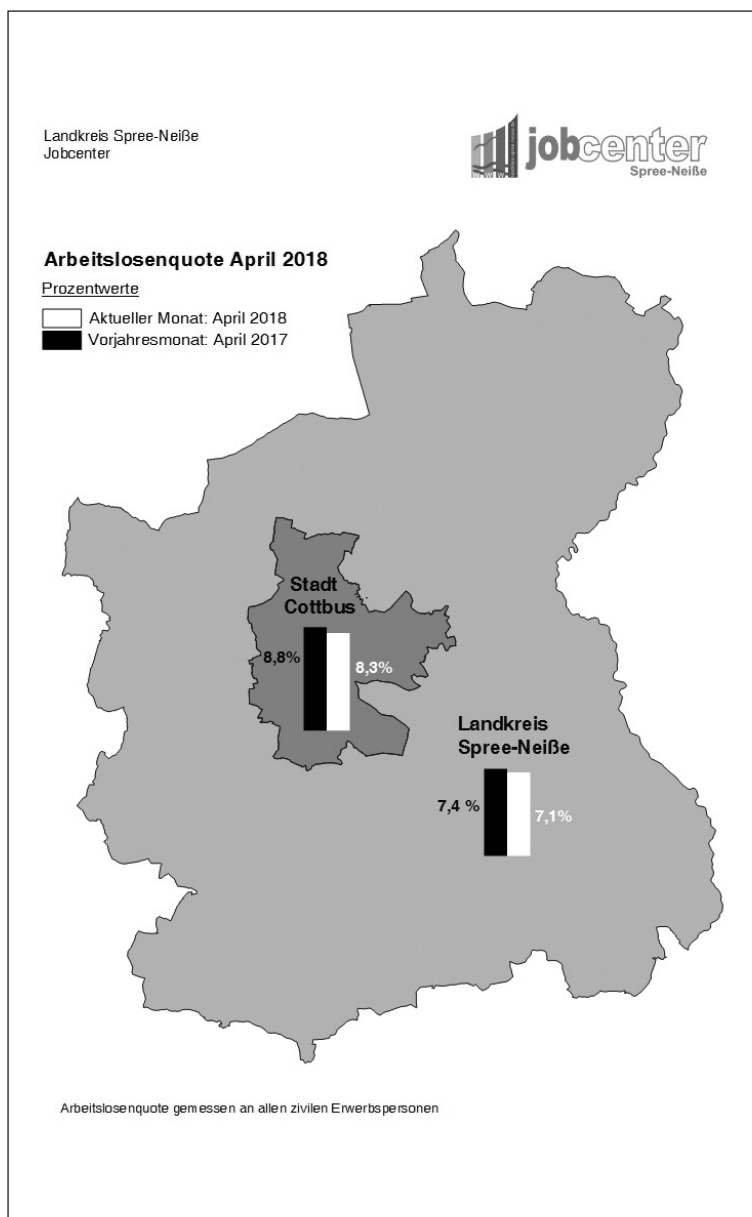 Landkreis Spree-Neiße
Jobcenter
jobcenter
Spree-Neiße
Arbeitslosenquote April 2018
Prozentwerte
Aktueller Monat: April 2018
Vorjahresmonat: April 2017
Stadt
Cottbus
8,8%
8,3%
Landkreis
Spree-Neiße
7,4 %
7,1%
Arbeitslosenquote gemessen an allen zivilen Erwerbspersonen